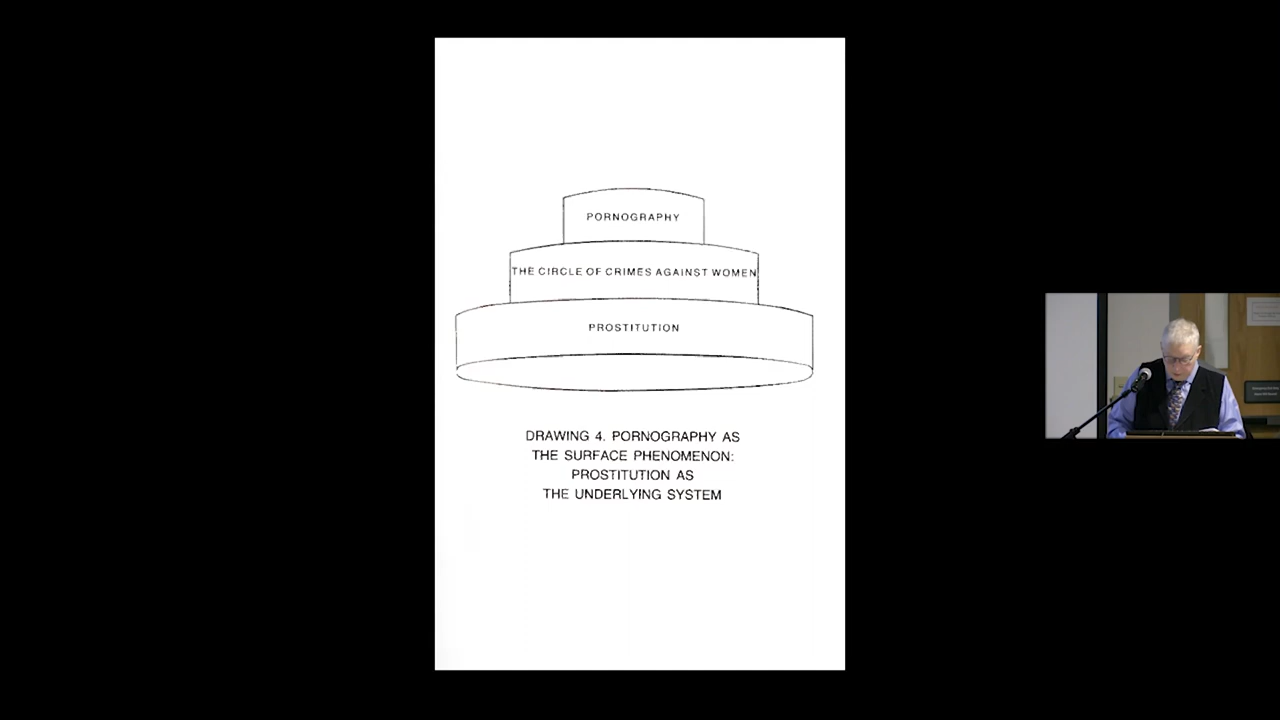 PORNOGRAPHY
THE CIRCLE OF CRIMES AGAINST WOMEN
PROSTITUTION
DRAWING 4. PORNOGRAPHY AS
THE SURFACE PHENOMENON:
PROSTITUTION AS
THE UNDERLYING SYSTEM